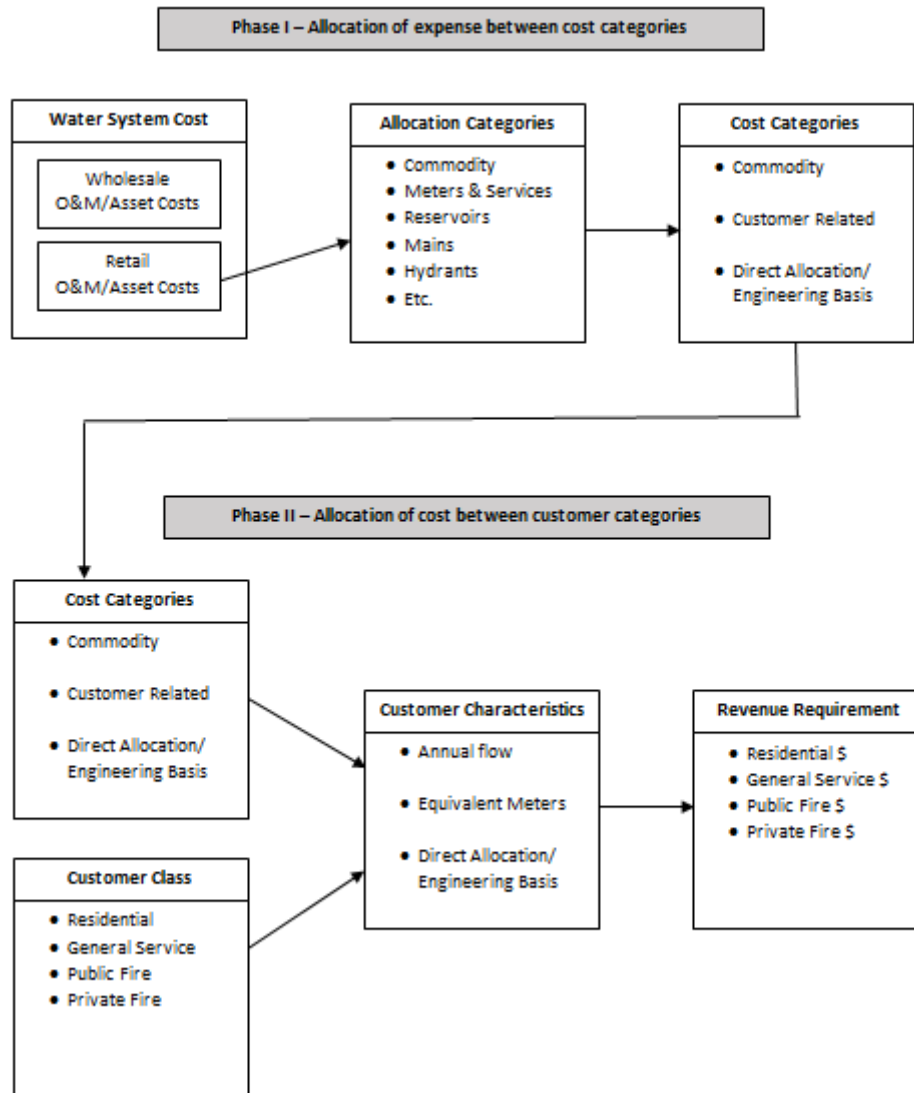 Phase I – Allocation of expense between cost categories
Water System Cost
Wholesale
O&M/Asset Costs
Retail
O&M/Asset Costs
Allocation Categories
• Commodity
• Meters & Services
• Reservoirs
• Mains
• Hydrants
• Etc.
Cost Categories
• Commodity
• Customer Related
• Direct Allocation/
Engineering Basis
Phase II – Allocation of cost between customer categories
Cost Categories
• Commodity
• Customer Related
• Direct Allocation/
Engineering Basis
Customer Class
• Residential
• General Service
• Public Fire
• Private Fire
Customer Characteristics
• Annual flow
• Equivalent Meters
• Direct Allocation/
Engineering Basis
Revenue Requirement
• Residential $
• General Service $
• Public Fire $
• Private Fire $